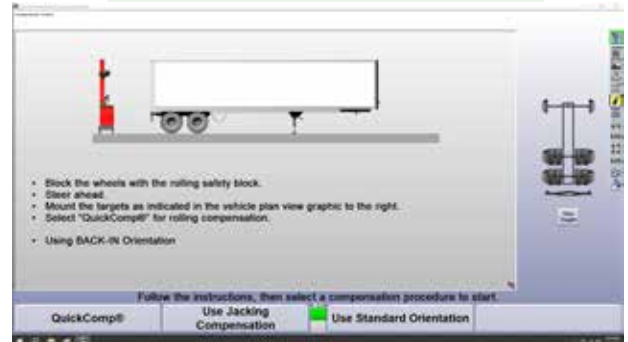 Block the wheels with the rolling safety block.
Steer ahead.
Mount the targets as indicated in the vehicle plan view graphic to the right.
Select "QuickComp®" for rolling compensation.
Using BACK-IN Orientation
Follow the instructions, then select a compensation procedure to start.
QuickComp®
Use Jacking
Compensation
Use Standard Orientation